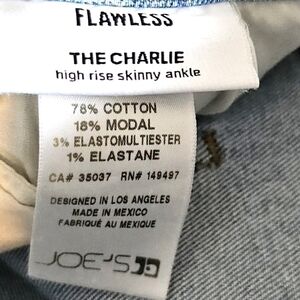 FLAWLESS
THE CHARLIE
high rise skinny ankle
78% COTTON
18% MODAL
3% ELASTOMULTIESTER
1% ELASTANE
CA# 35037 RN# 149497
DESIGNED IN LOS ANGELES
MADE IN MEXICO
FABRIQUÉ AU MEXIQUE
JOE'S